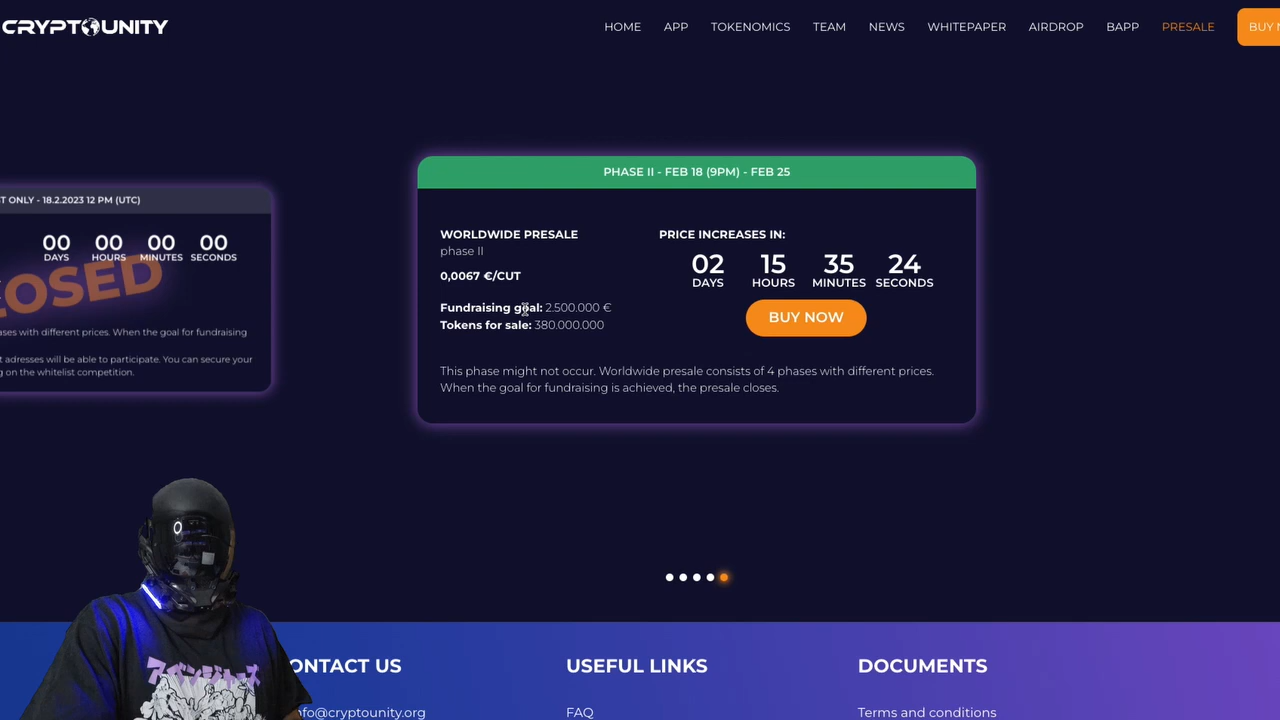 CRYPTOUNITY
HOME APP TOKENOMICS TEAM NEWS WHITEPAPER AIRDROP BAPP PRESALE BUY
T ONLY - 18.2.2023 12 PM (UTC)
00 00 00 00
DAYS HOURS MINUTES SECONDS
OSED
ases with different prices. When the goal for fundraising
t adresses will be able to participate. You can secure your
g on the whitelist competition.
PHASE II - FEB 18 (9PM) - FEB 25
WORLDWIDE PRESALE
phase II
0,0067 €/CUT
Fundraising goal: 2.500.000 €
Tokens for sale: 380.000.000
PRICE INCREASES IN:
02 15 35 24
DAYS HOURS MINUTES SECONDS
BUY NOW
This phase might not occur. Worldwide presale consists of 4 phases with different prices.
When the goal for fundraising is achieved, the presale closes.
ONTACT US
nfo@cryptounity.org
USEFUL LINKS
FAQ
DOCUMENTS
Terms and conditions